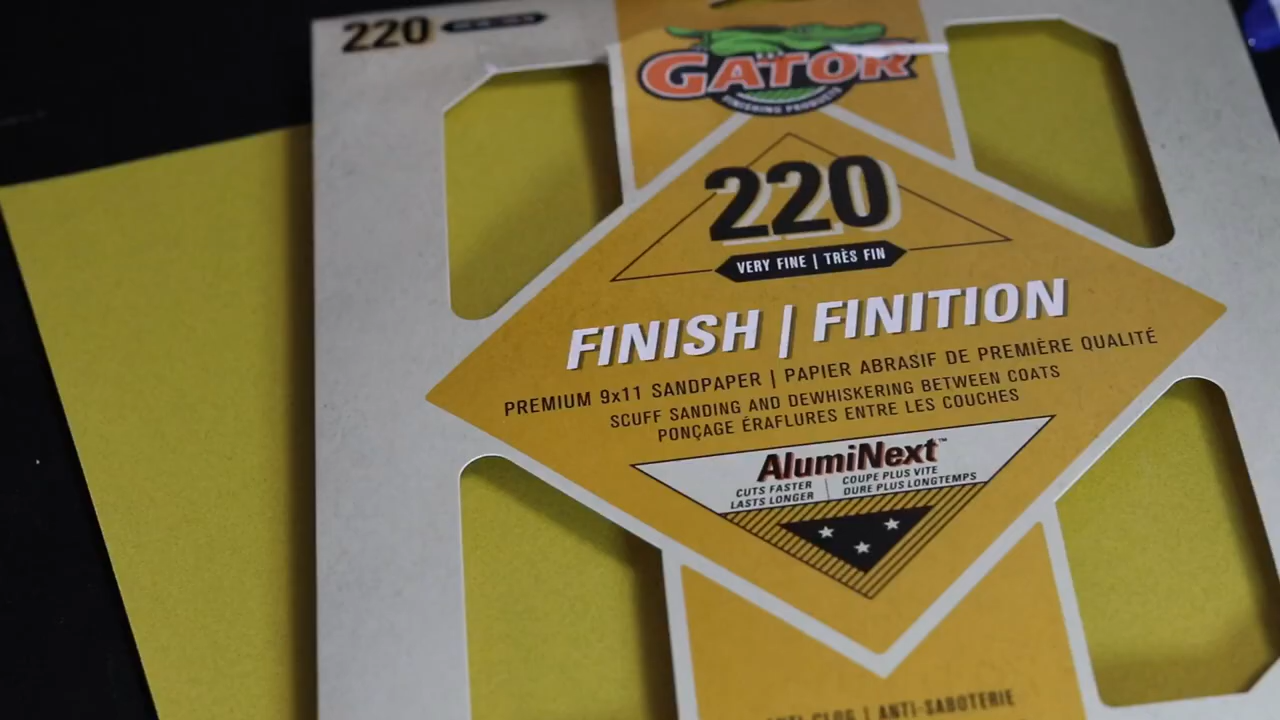 220
GATOR
FINISHING PRODUCTS
220
VERY FINE | TRÈS FIN
FINISH | FINITION
PREMIUM 9x11 SANDPAPER | PAPIER ABRASIF DE PREMIÈRE QUALITÉ
SCUFF SANDING AND DEWHISKERING BETWEEN COATS
PONÇAGE ÉRAFLURES ENTRE LES COUCHES
AlumiNext™
CUTS FASTER | COUPE PLUS VITE
LASTS LONGER | DURE PLUS LONGTEMPS
ANTI CLOG | ANTI-SABOTERIE